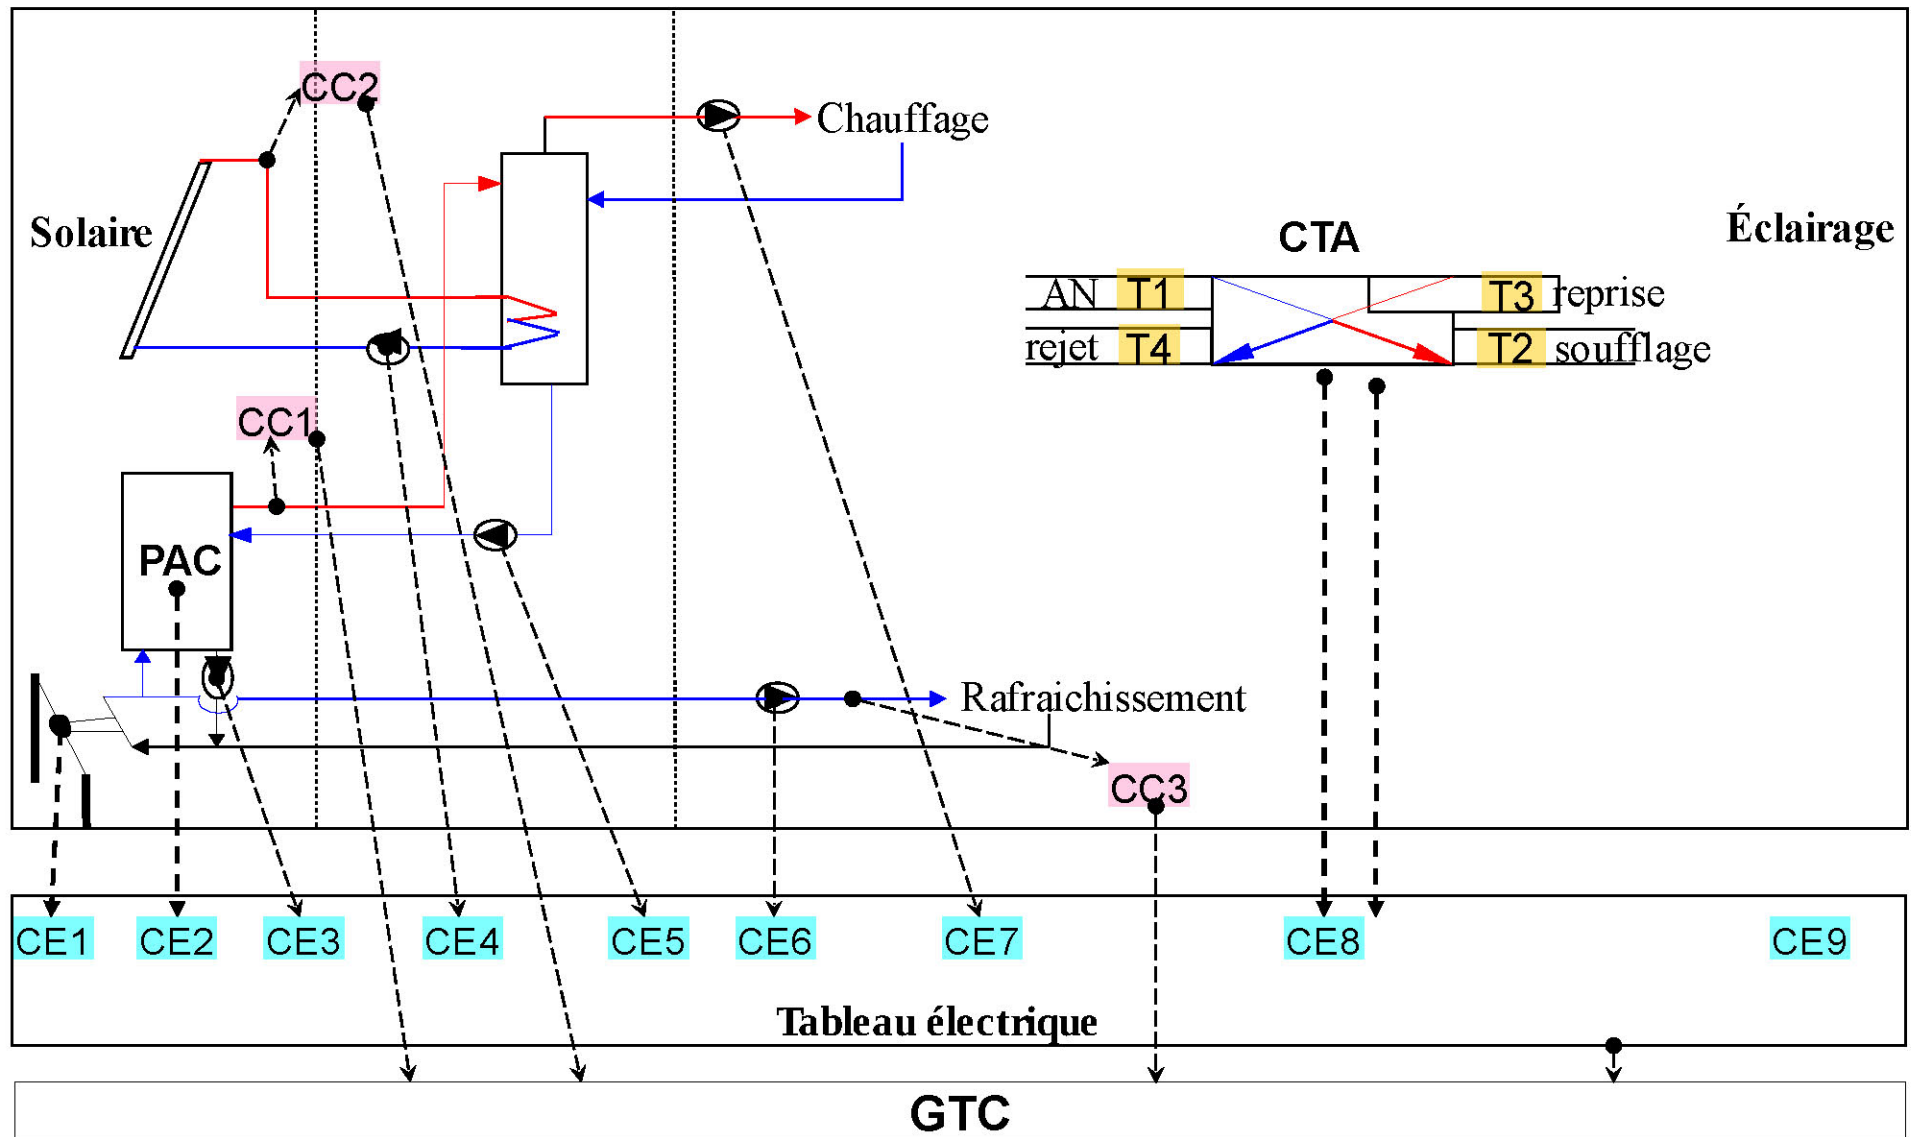 CC2
Chauffage
Solaire
CTA
Éclairage
AN T1
T3 reprise
rejet T4
T2 soufflage
CC1
PAC
Rafraichissement
CC3
CE1 CE2 CE3 CE4 CE5 CE6 CE7 CE8 CE9
Tableau électrique
GTC